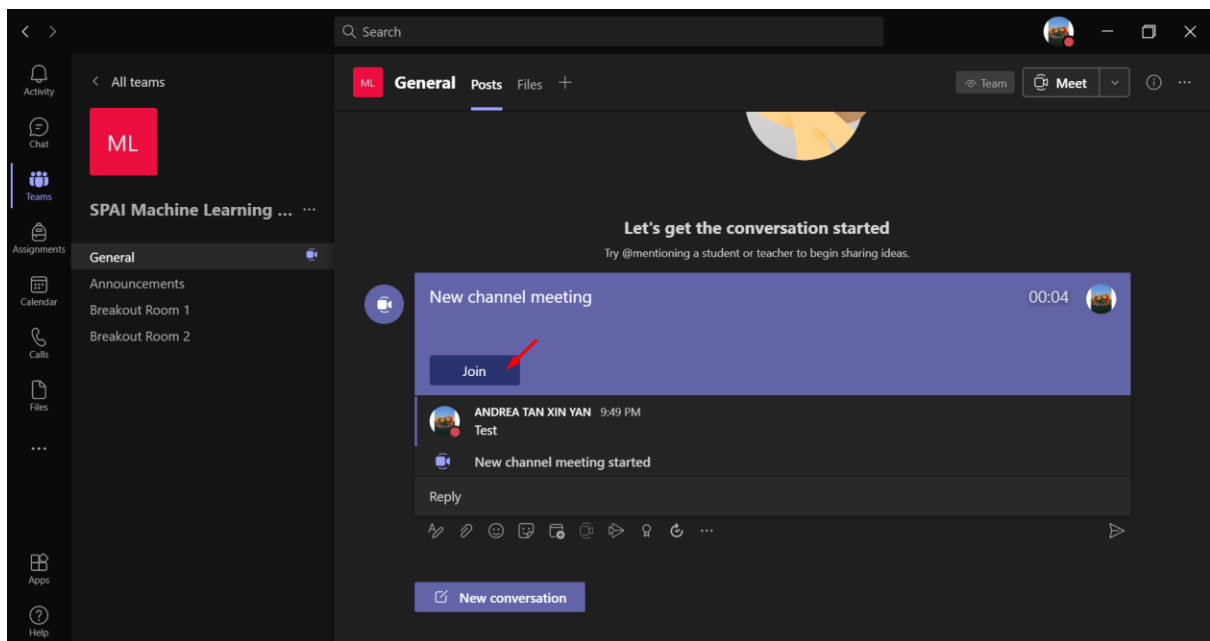 Search
Activity
Chat
Teams
Assignments
Calendar
Calls
Files
Apps
Help
All teams
ML
SPAI Machine Learning ...
General
Announcements
Breakout Room 1
Breakout Room 2
ML General Posts Files
Team Meet
Let's get the conversation started
Try @mentioning a student or teacher to begin sharing ideas.
New channel meeting 00:04
Join
ANDREA TAN XIN YAN 9:49 PM
Test
New channel meeting started
Reply
New conversation